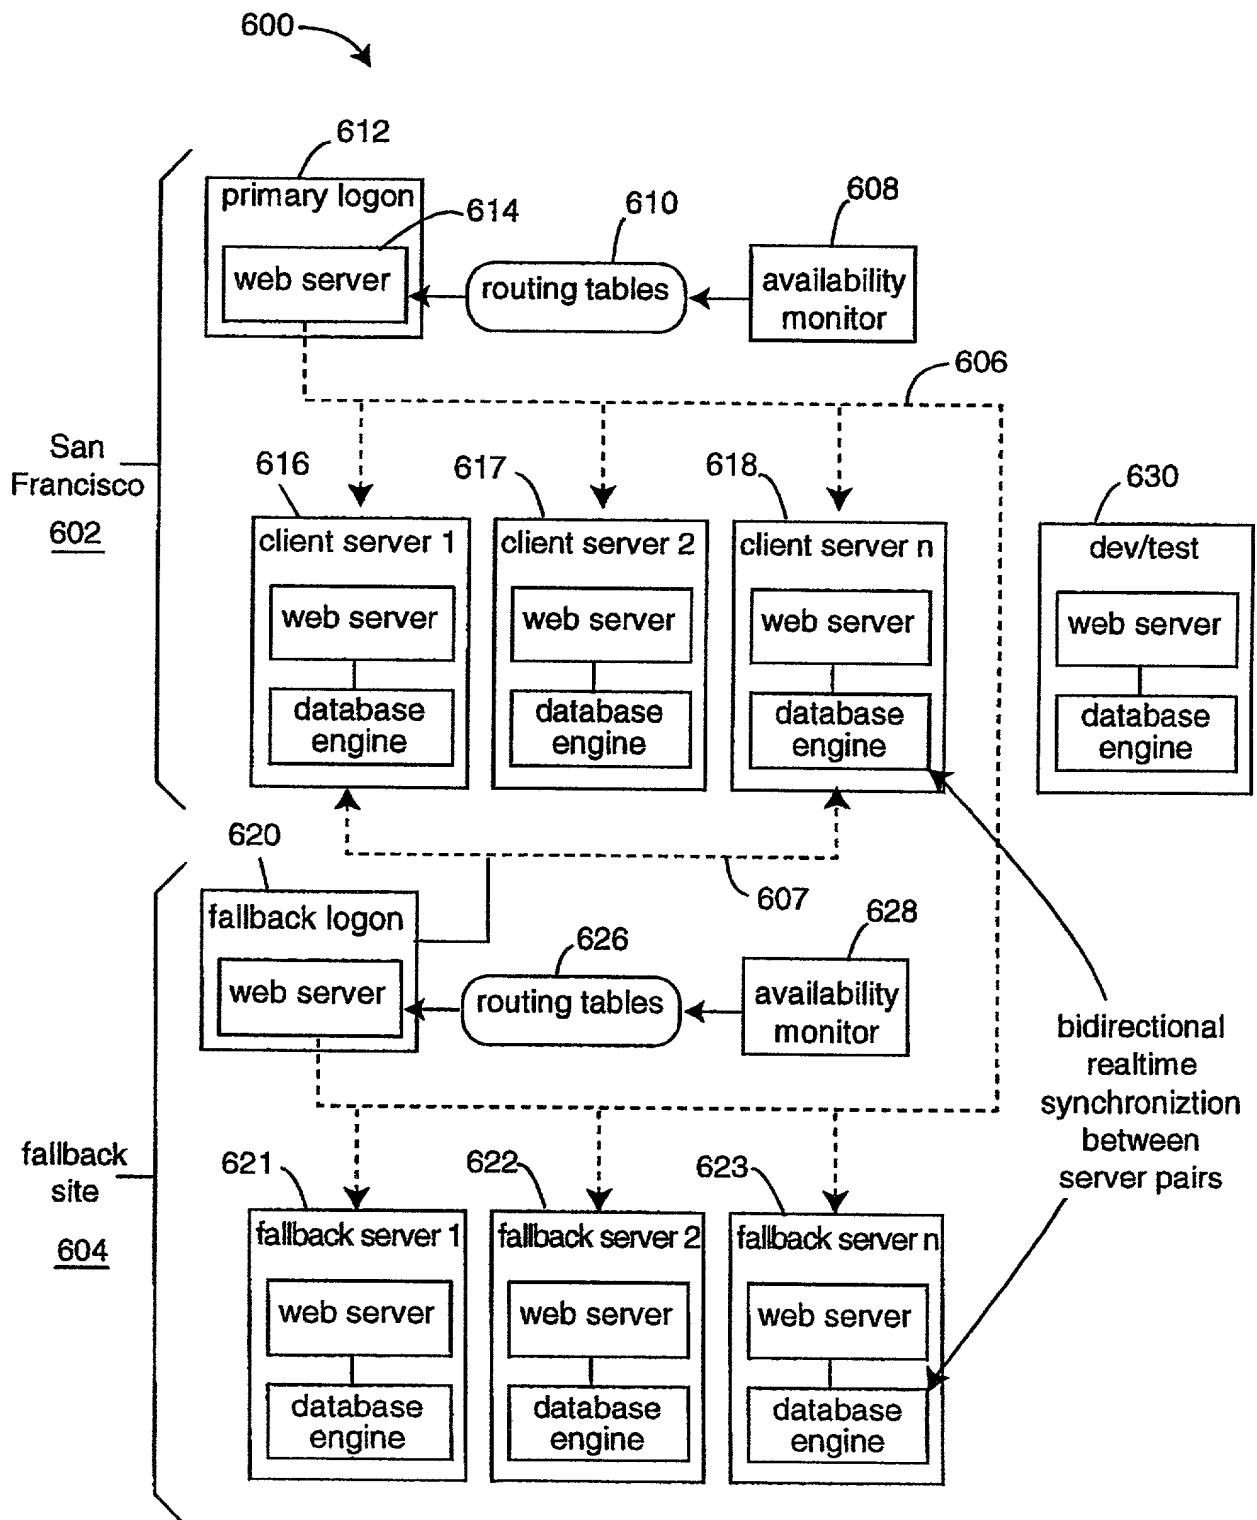 600
612
primary logon
614
web server
610
routing tables
608
availability
monitor
606
San
Francisco
602
616
client server 1
web server
database
engine
617
client server 2
web server
database
engine
618
client server n
web server
database
engine
630
dev/test
web server
database
engine
607
620
fallback logon
web server
626
routing tables
628
availability
monitor
bidirectional
realtime
synchroniztion
between
server pairs
fallback
site
604
621
fallback server 1
web server
database
engine
622
fallback server 2
web server
database
engine
623
fallback server n
web server
database
engine